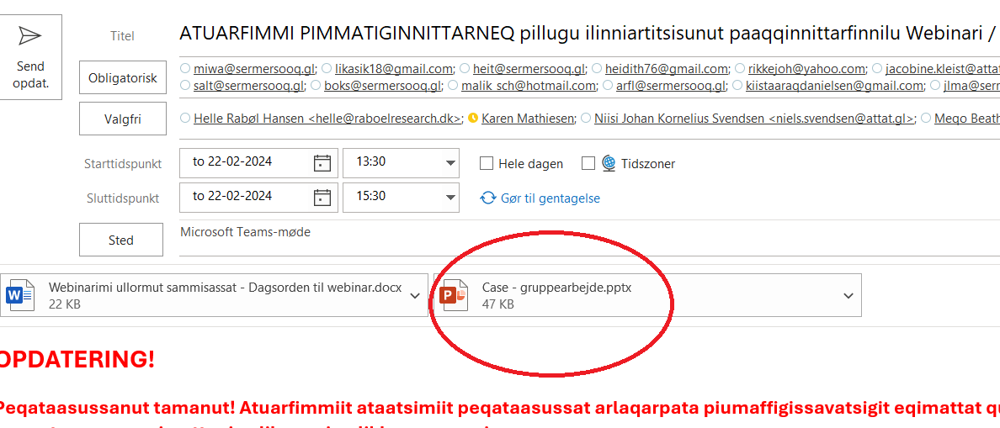 Send
opdat.
Titel
ATUARFIMMI PIMMATIGINNITTARNEQ pillugu ilinniartitsisunut paaqqinnittarfinnilu Webinari /
Obligatorisk
miwa@sermersooq.gl; likasik18@gmail.com; heit@sermersooq.gl; heidith76@gmail.com; rikkejoh@yahoo.com; jacobine.kleist@atta
salt@sermersooq.gl; boks@sermersooq.gl; malik_sch@hotmail.com; arfl@sermersooq.gl; kiistaaraqdanielsen@gmail.com; jlma@serm
Valgfri
Helle Rabøl Hansen <helle@raboelresearch.dk>; Karen Mathiesen; Niisi Johan Kornelius Svendsen <niels.svendsen@attat.gl>; Meqo Beath
Starttidspunkt
to 22-02-2024
13:30
Hele dagen
Tidszoner
Sluttidspunkt
to 22-02-2024
15:30
Gør til gentagelse
Sted
Microsoft Teams-møde
Webinarimi ullormut sammisassat - Dagsorden til webinar.docx
22 KB
Case - gruppearbejde.pptx
47 KB
OPDATERING!
Peqataasussanut tamanut! Atuarfimmiit ataatsimiit peqataasussat arlaqarpata piumaffigissavatsigit eqimattat qu